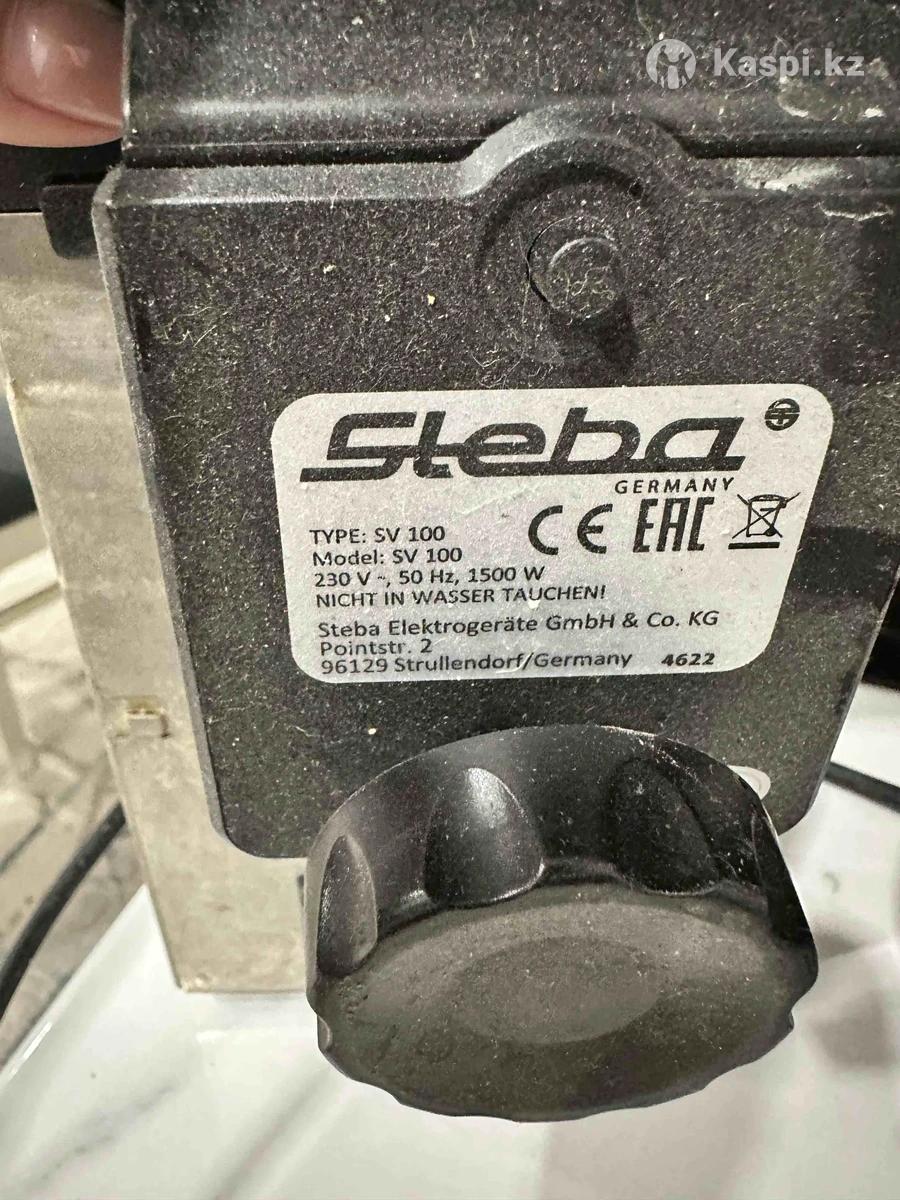 Kaspi.kz
Steba
GERMANY
CE EAC
TYPE: SV 100
Model: SV 100
230 V ~, 50 Hz, 1500 W
NICHT IN WASSER TAUCHEN!
Steba Elektrogeräte GmbH & Co. KG
Pointstr. 2
96129 Strullendorf/Germany 4622